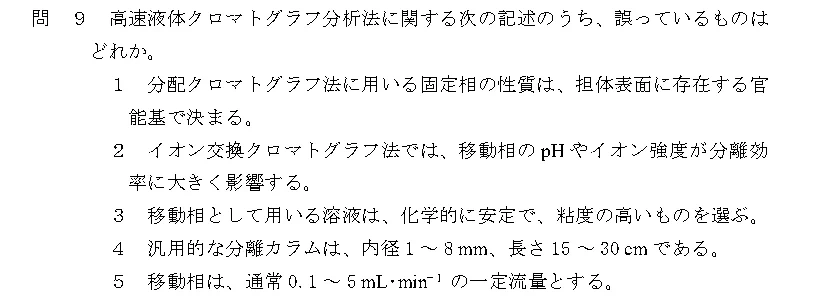 問 9 高速液体クロマトグラフ分析法に関する次の記述のうち、誤っているものは
どれか。
1 分配クロマトグラフ法に用いる固定相の性質は、担体表面に存在する官
能基で決まる。
2 イオン交換クロマトグラフ法では、移動相の pH やイオン強度が分離効
率に大きく影響する。
3 移動相として用いる溶液は、化学的に安定で、粘度の高いものを選ぶ。
4 汎用的な分離カラムは、内径 1 ～ 8 mm、長さ 15 ～ 30 cm である。
5 移動相は、通常 0.1 ～ 5 mL·min⁻¹ の一定流量とする。